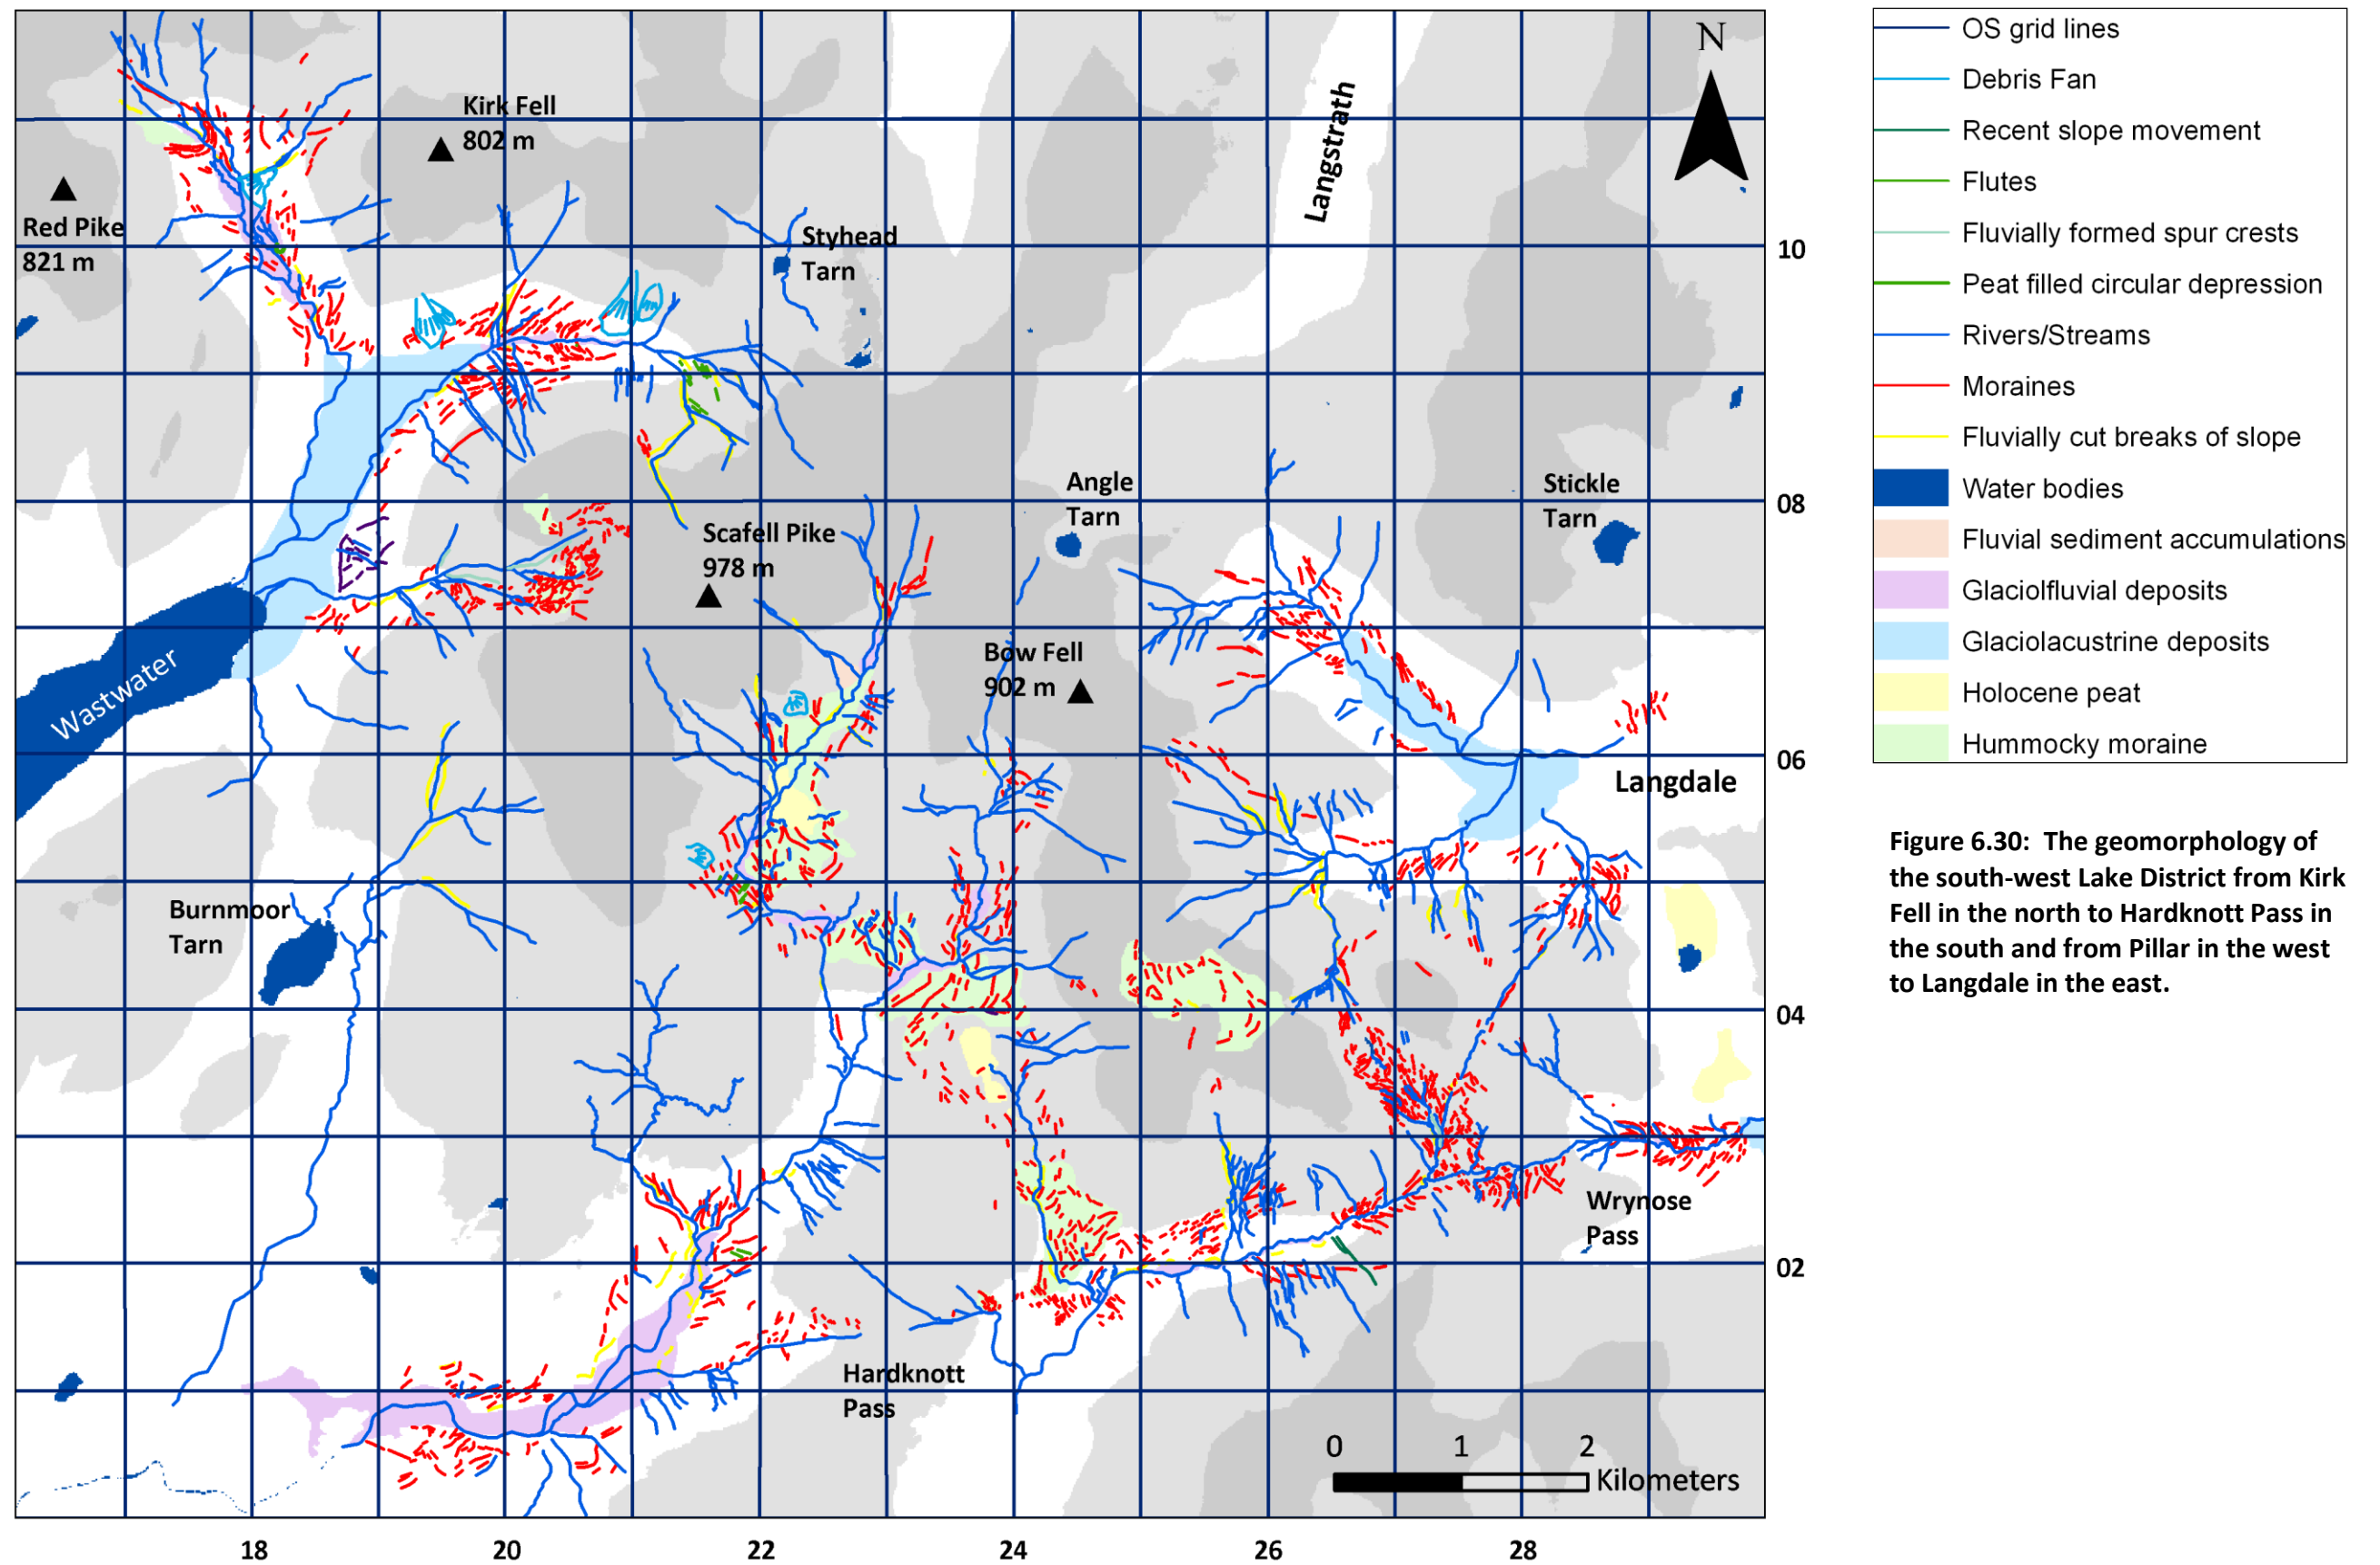 N
Kirk Fell
802 m
Langstrath
Red Pike
821 m
Styhead
Tarn
10
Angle
Tarn
Stickle
Tarn
08
Scafell Pike
978 m
Bow Fell
902 m
Wastwater
06
Langdale
Burnmoor
Tarn
04
Wrynose
Pass
02
Hardknott
Pass
0 1 2
Kilometers
18 20 22 24 26 28
OS grid lines
Debris Fan
Recent slope movement
Flutes
Fluvially formed spur crests
Peat filled circular depression
Rivers/Streams
Moraines
Fluvially cut breaks of slope
Water bodies
Fluvial sediment accumulations
Glaciolfluvial deposits
Glaciolacustrine deposits
Holocene peat
Hummocky moraine
Figure 6.30: The geomorphology of
the south-west Lake District from Kirk
Fell in the north to Hardknott Pass in
the south and from Pillar in the west
to Langdale in the east.